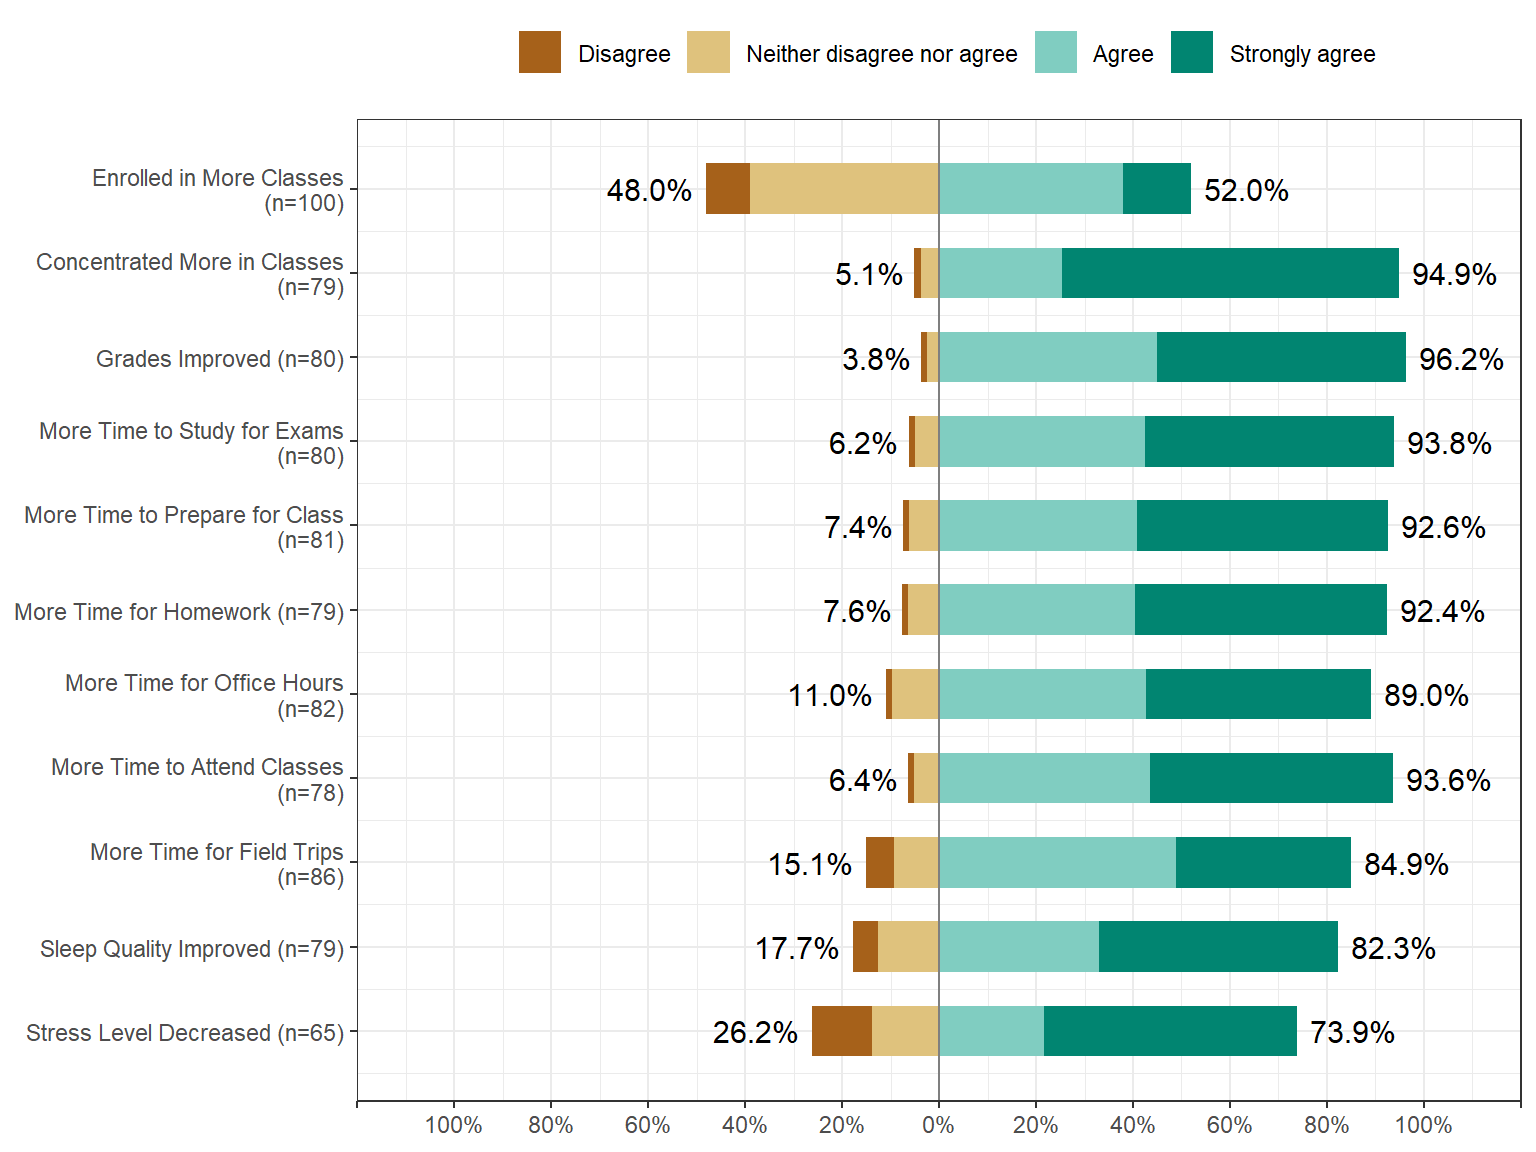 Disagree Neither disagree nor agree Agree Strongly agree
Enrolled in More Classes
(n=100)
48.0% 52.0%
Concentrated More in Classes
(n=79)
5.1% 94.9%
Grades Improved (n=80)
3.8% 96.2%
More Time to Study for Exams
(n=80)
6.2% 93.8%
More Time to Prepare for Class
(n=81)
7.4% 92.6%
More Time for Homework (n=79)
7.6% 92.4%
More Time for Office Hours
(n=82)
11.0% 89.0%
More Time to Attend Classes
(n=78)
6.4% 93.6%
More Time for Field Trips
(n=86)
15.1% 84.9%
Sleep Quality Improved (n=79)
17.7% 82.3%
Stress Level Decreased (n=65)
26.2% 73.9%
100% 80% 60% 40% 20% 0% 20% 40% 60% 80% 100%